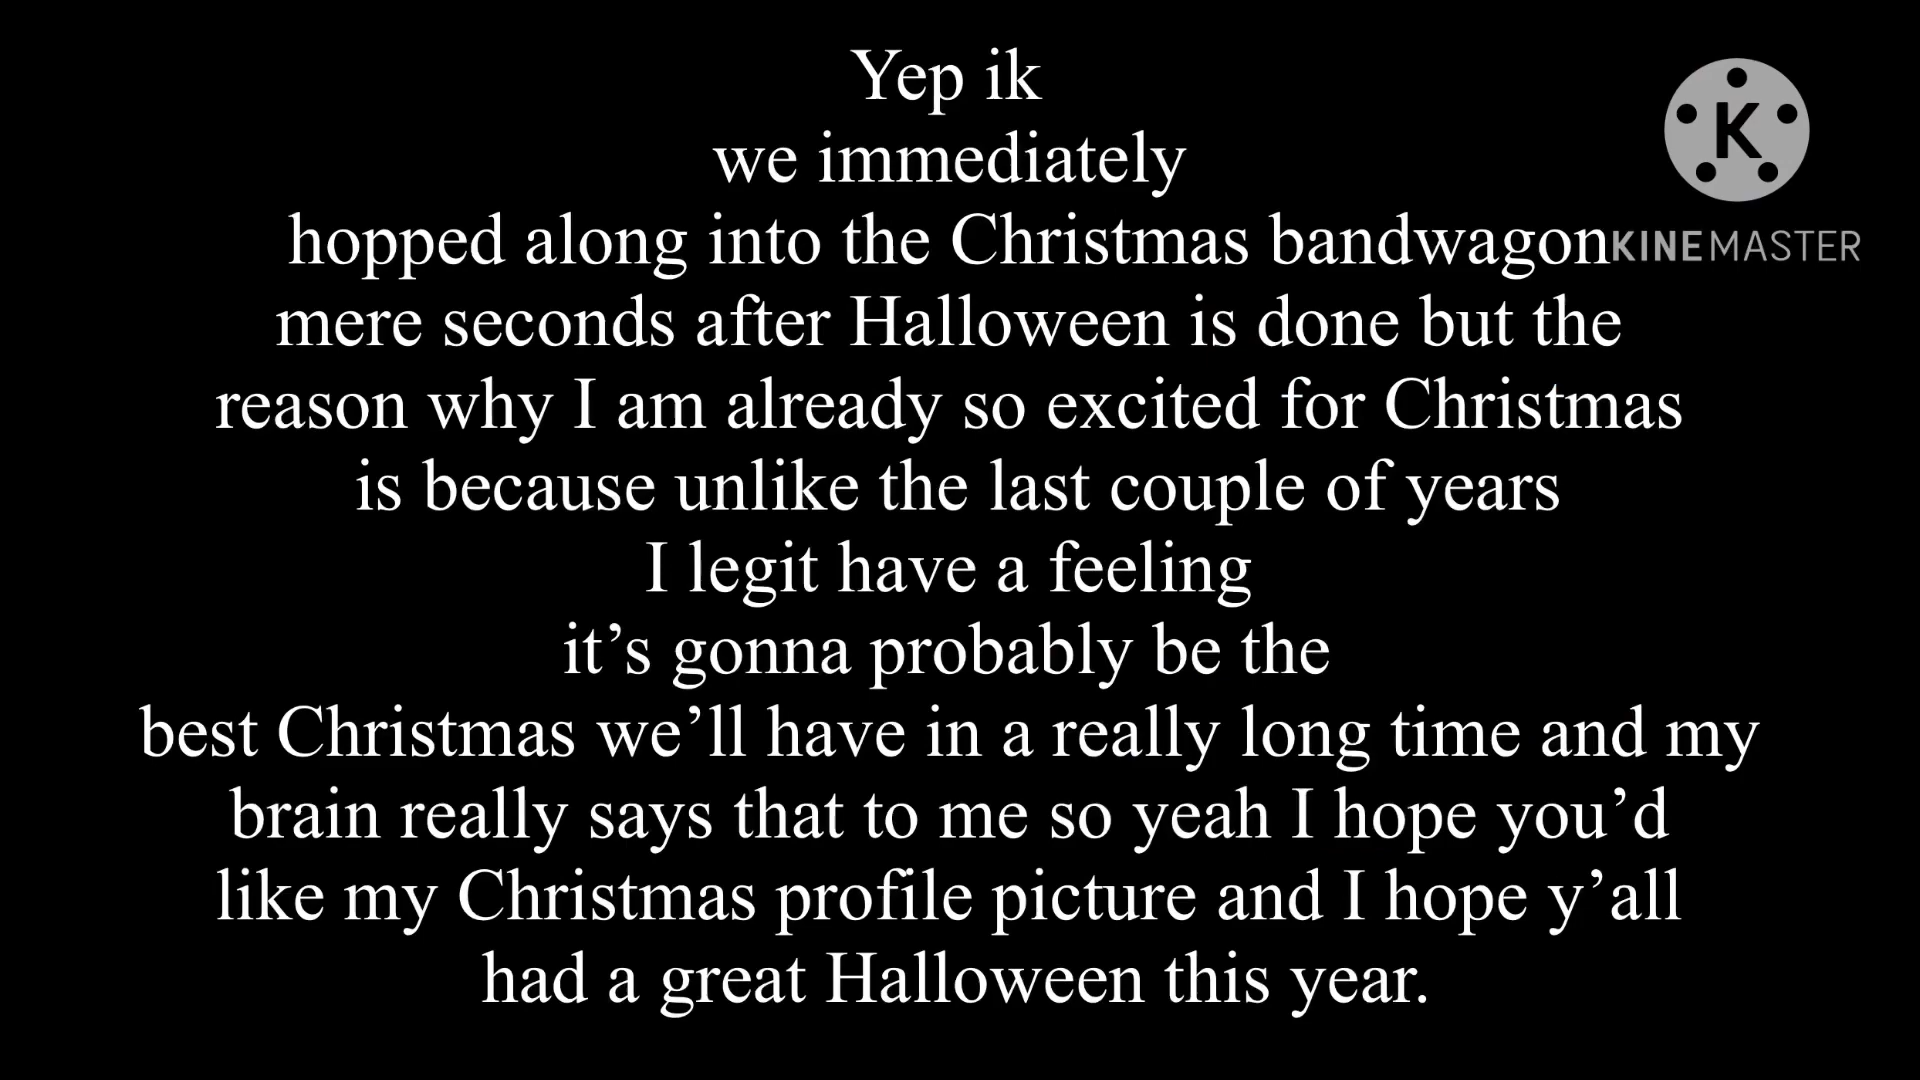 Yep ik
we immediately
hopped along into the Christmas bandwagon
mere seconds after Halloween is done but the
reason why I am already so excited for Christmas
is because unlike the last couple of years
I legit have a feeling
it’s gonna probably be the
best Christmas we’ll have in a really long time and my
brain really says that to me so yeah I hope you’d
like my Christmas profile picture and I hope y’all
had a great Halloween this year.
K
KINEMASTER